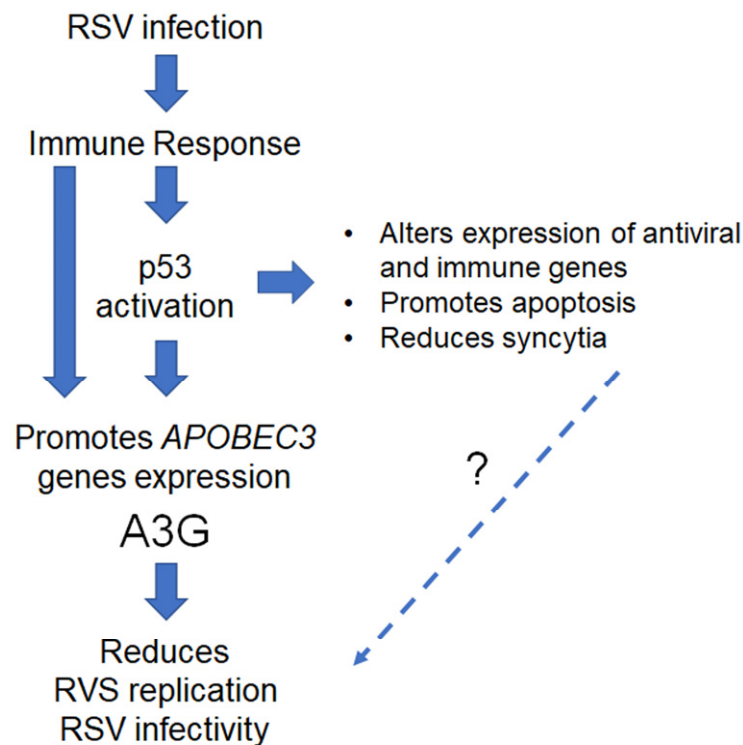 RSV infection
Immune Response
p53
activation
• Alters expression of antiviral
and immune genes
• Promotes apoptosis
• Reduces syncytia
Promotes APOBEC3
genes expression
A3G
?
Reduces
RVS replication
RSV infectivity